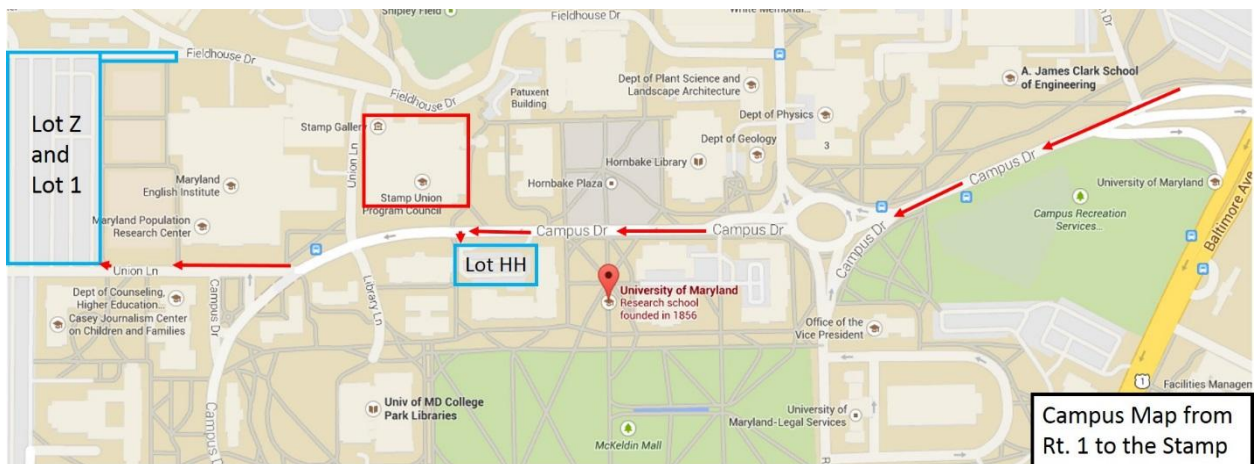 Shipley Field
Fieldhouse Dr
White Memorial...
Fieldhouse Dr
A. James Clark School
of Engineering
Dept of Plant Science and
Landscape Architecture
Patuxent
Building
Fieldhouse Dr
Lot Z
and
Lot 1
Stamp Gallery
Dept of Physics
Dept of Geology
3
Union Ln
Hornbake Library
Campus Dr
Maryland
English Institute
Stamp Union
Program Council
Hornbake Plaza
University of Maryland
Campus Recreation
Services...
Baltimore Ave
Maryland Population
Research Center
Campus Dr
Campus Dr
Campus Dr
Lot HH
Union Ln
University of Maryland
Research school
founded in 1856
Dept of Counseling,
Higher Education...
Casey Journalism Center
on Children and Families
Campus Dr
Library Ln
Office of the
Vice President
1
Facilities Managem
Univ of MD College
Park Libraries
Campus D
University of
Maryland-Legal Services
McKeldin Mall
Campus Map from
Rt. 1 to the Stamp